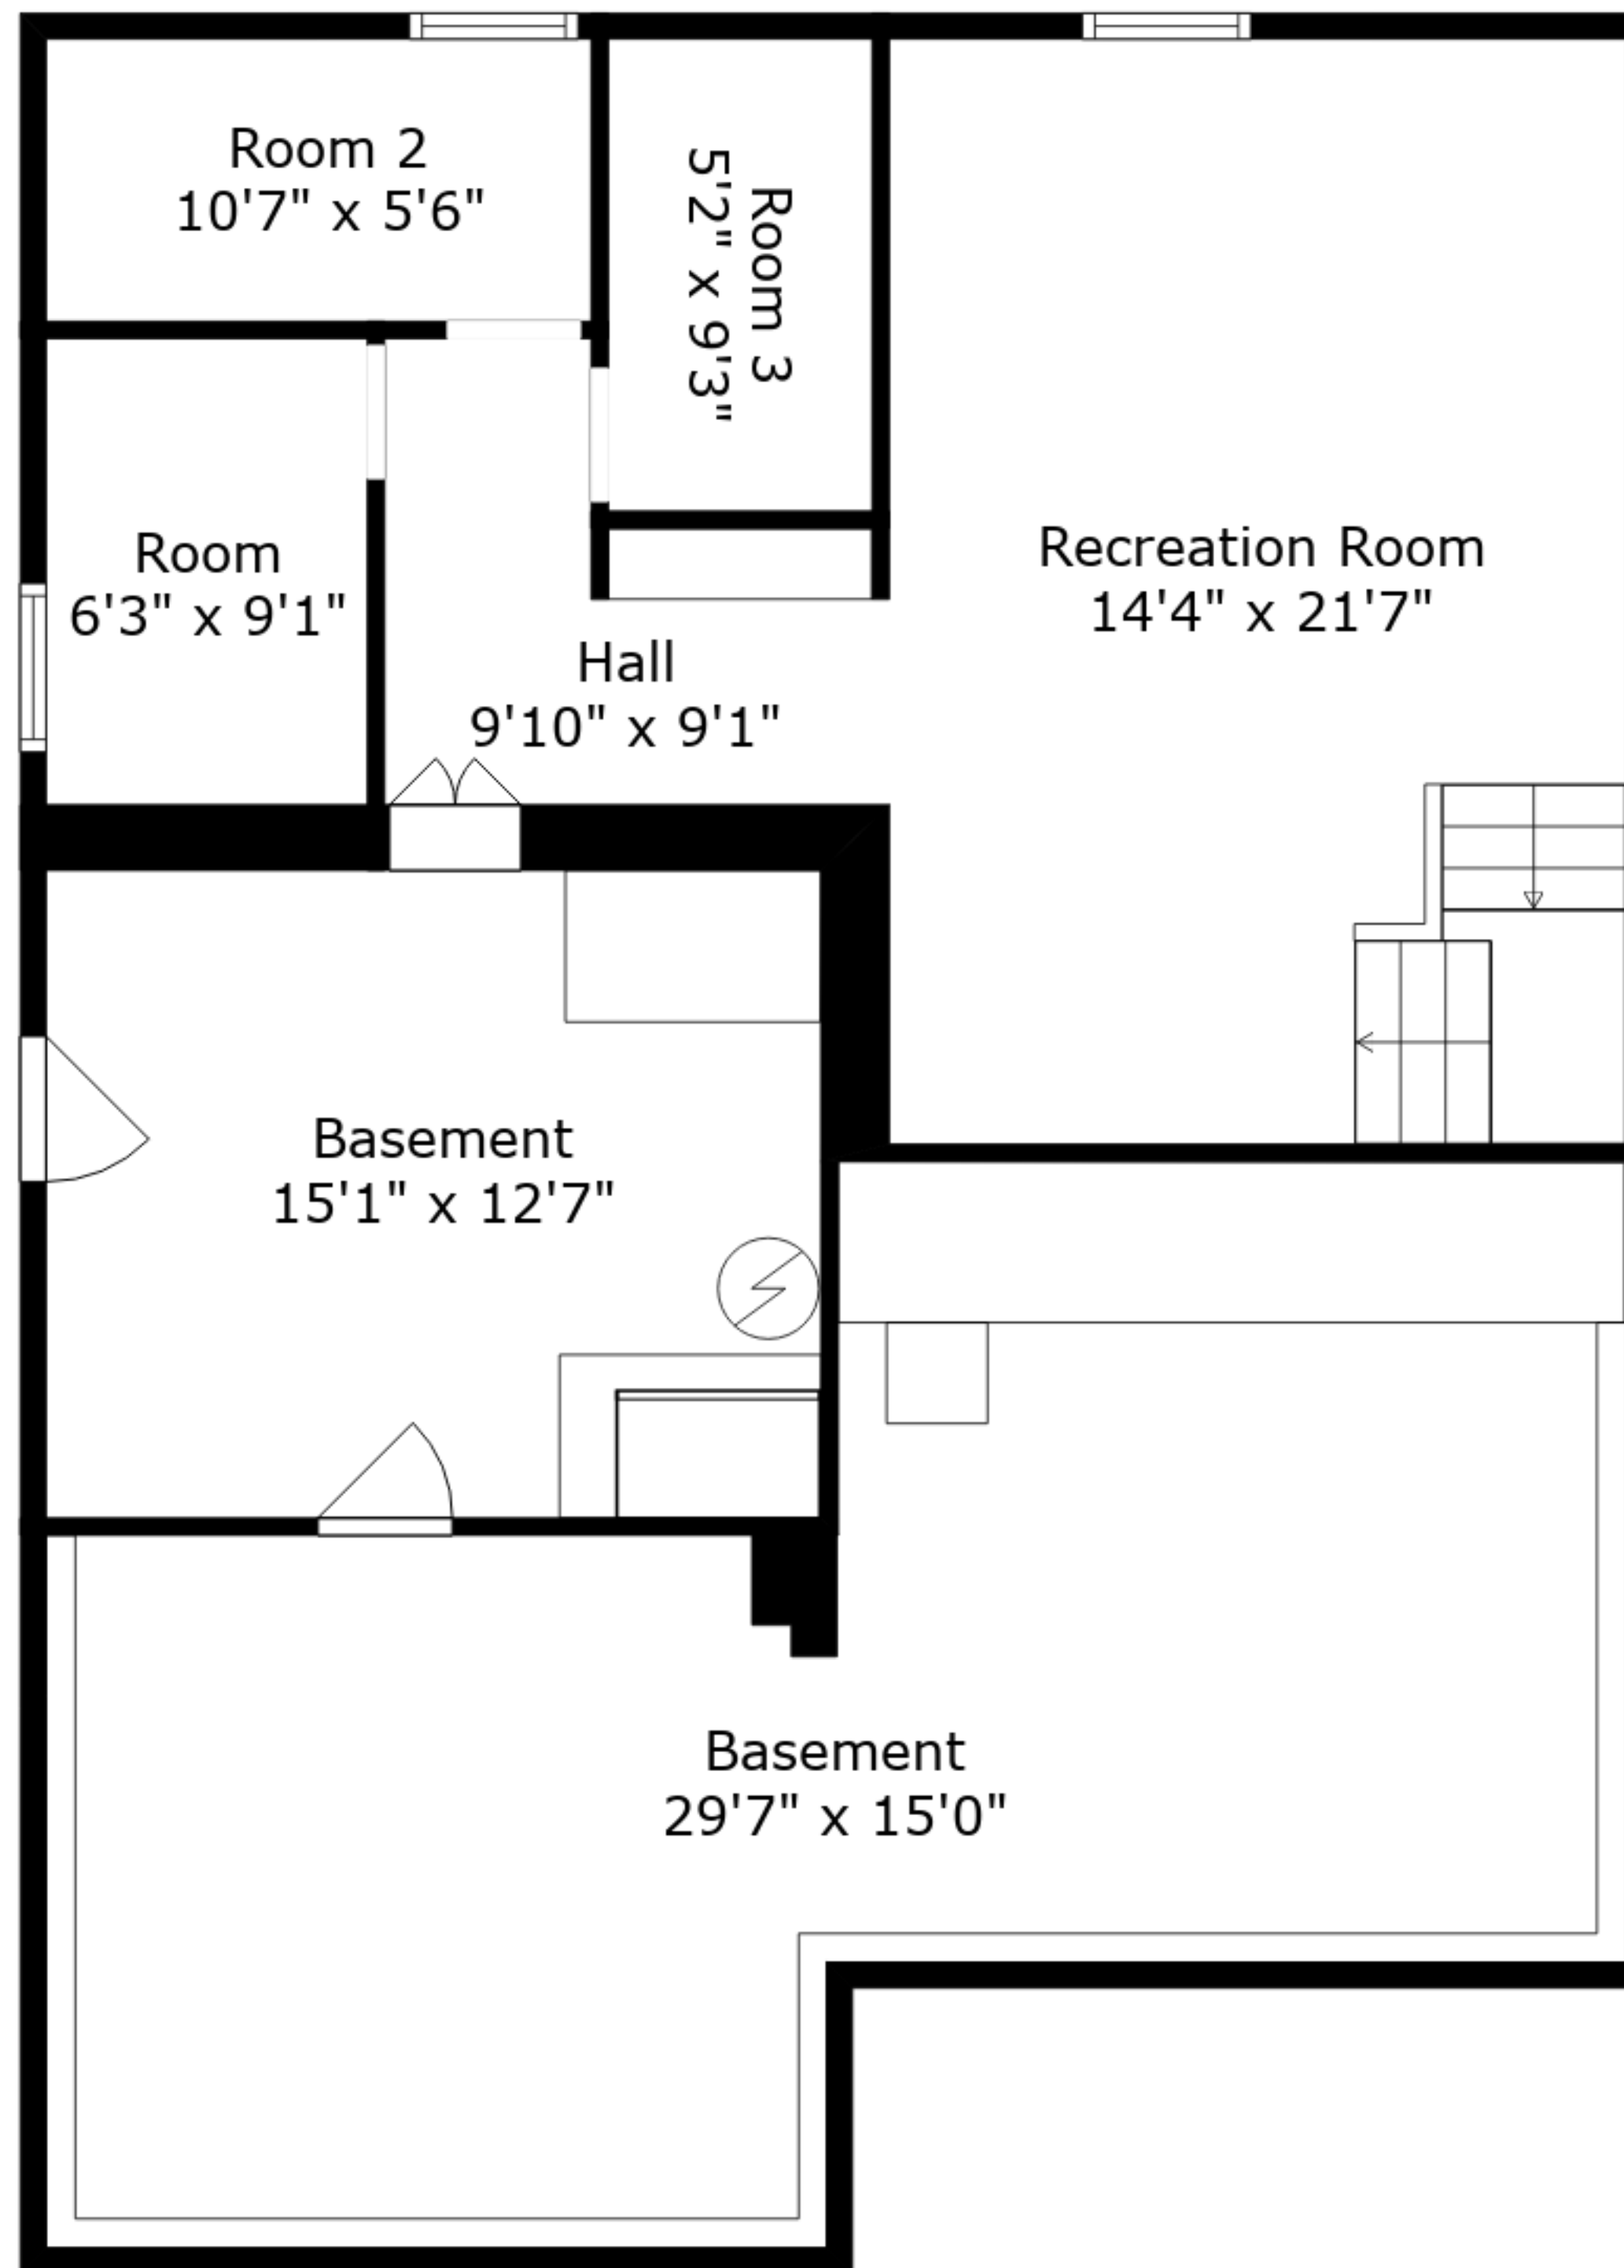 Room 2
10'7" x 5'6"
Room 3
5'2" x 9'3"
Room
6'3" x 9'1"
Recreation Room
14'4" x 21'7"
Hall
9'10" x 9'1"
Basement
15'1" x 12'7"
Basement
29'7" x 15'0"